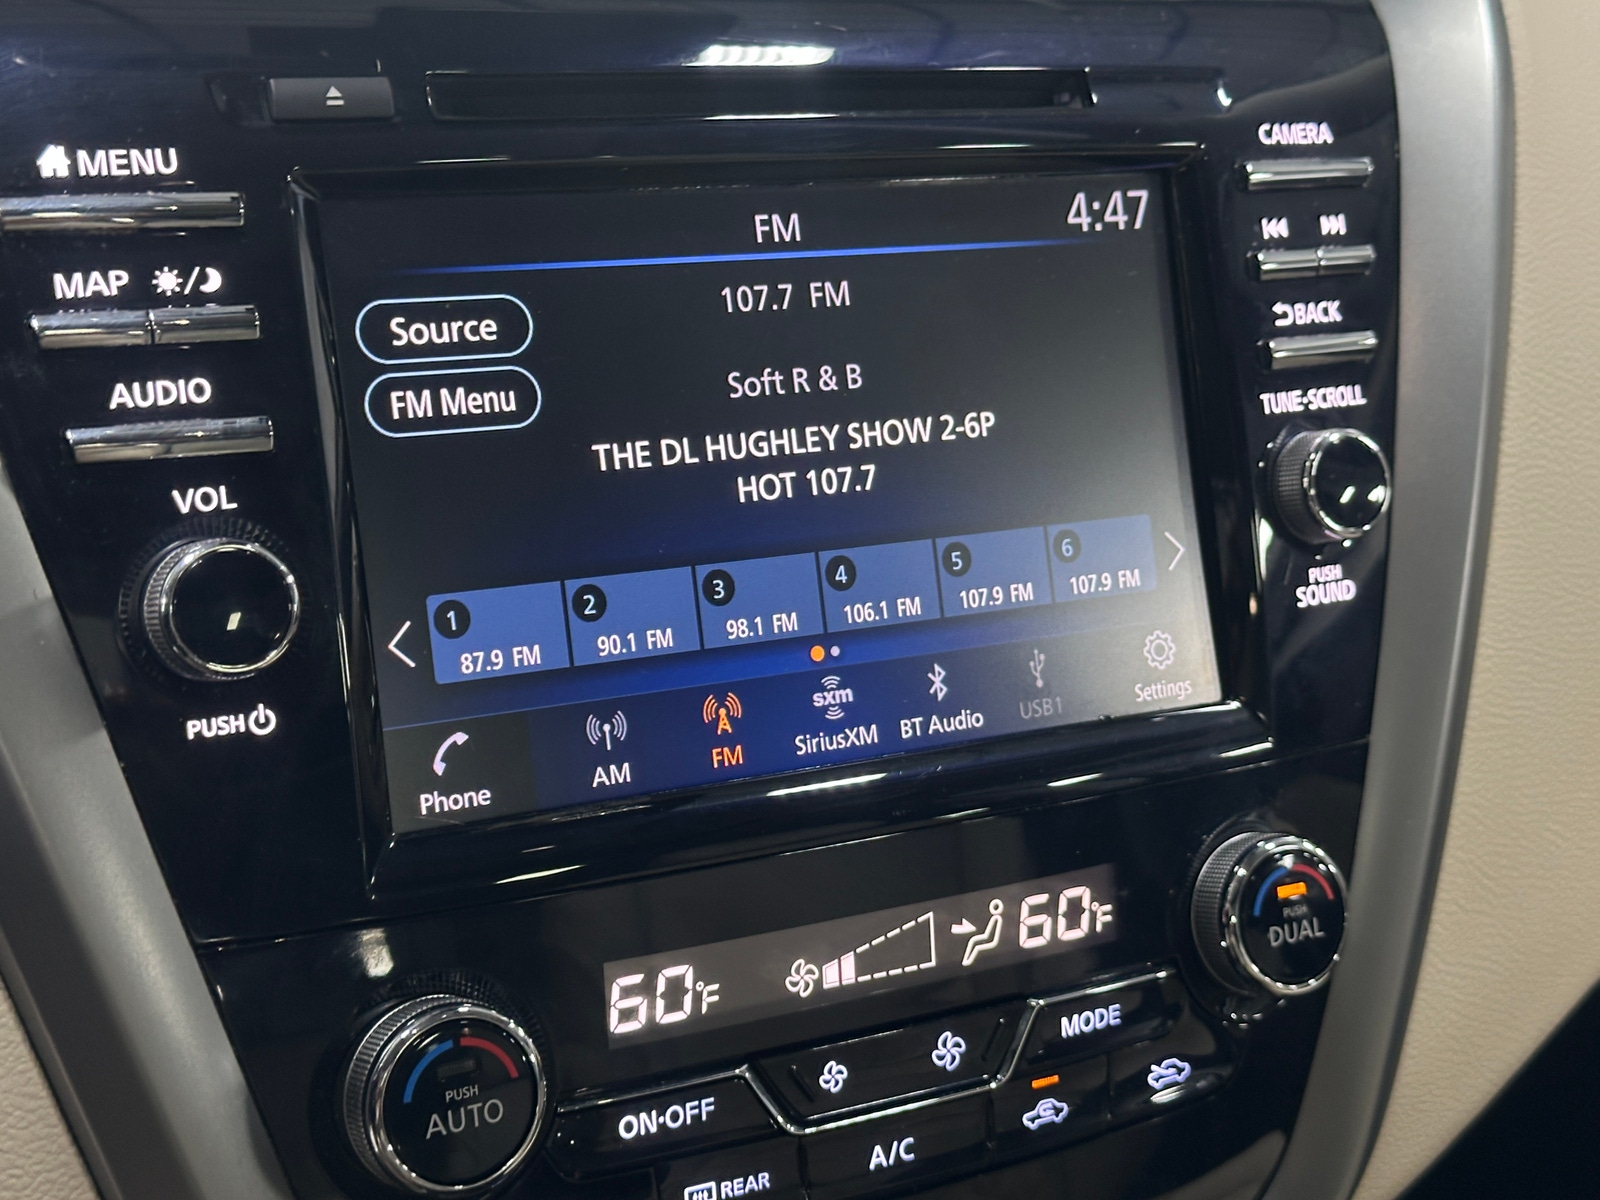 MENU
MAP
AUDIO
VOL
PUSH
FM
4:47
107.7 FM
Source
FM Menu
Soft R & B
THE DL HUGHLEY SHOW 2-6P
HOT 107.7
1
87.9 FM
2
90.1 FM
3
98.1 FM
4
106.1 FM
5
107.9 FM
6
107.9 FM
Phone
AM
FM
sxm
SiriusXM
BT Audio
USB1
Settings
CAMERA
BACK
TUNE·SCROLL
PUSH
SOUND
60°F
60°F
PUSH
AUTO
PUSH
DUAL
ON·OFF
MODE
A/C
REAR